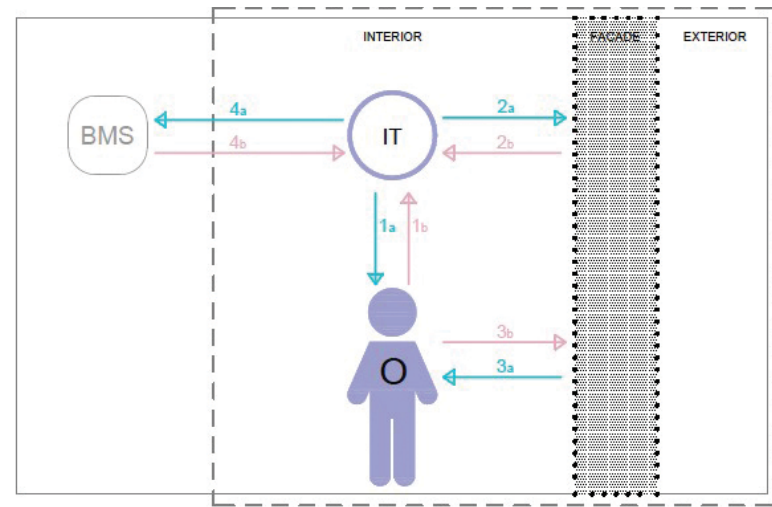 INTERIOR
FACADE
EXTERIOR
4a
2a
BMS
IT
4b
2b
1a
1b
3b
O
3a